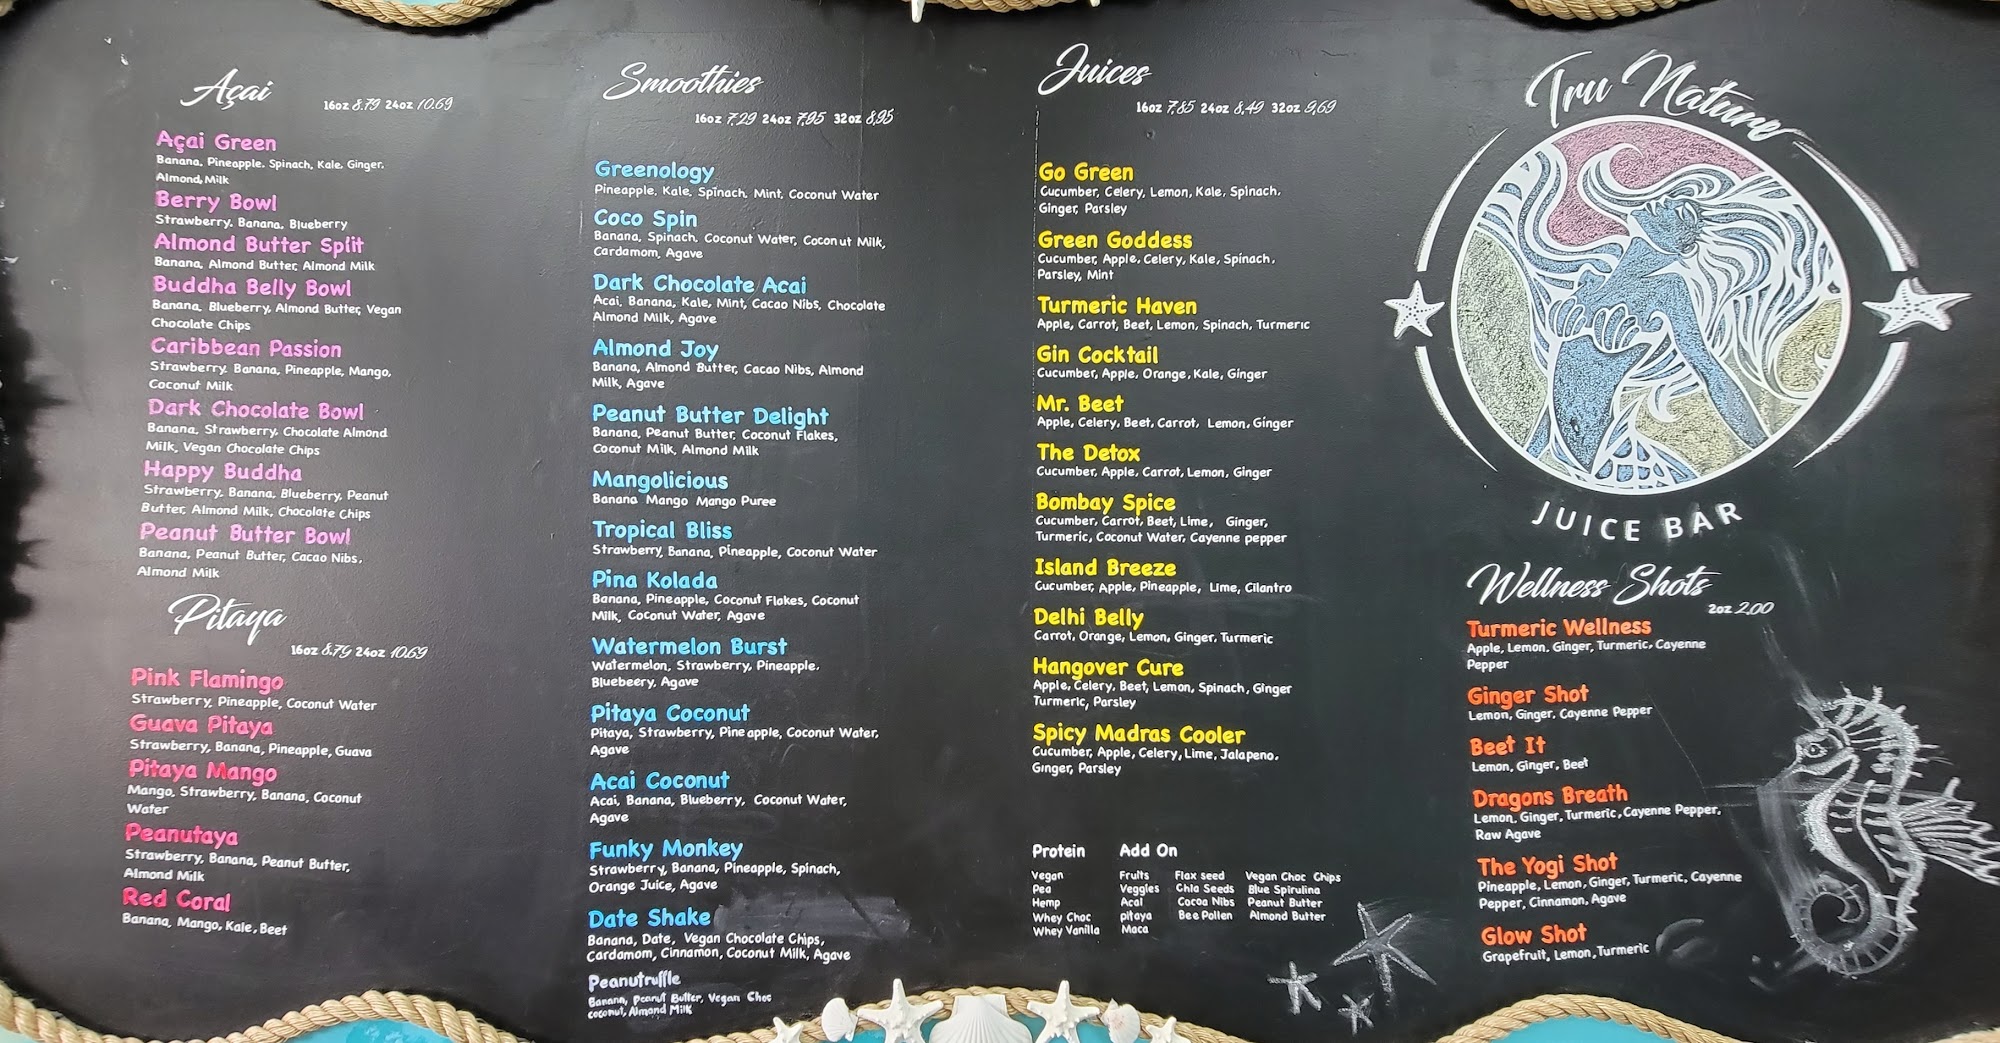 Açai
16oz 8.79 24oz 10.69
Açai Green
Banana, Pineapple, Spinach, Kale, Ginger,
Almond, Milk
Berry Bowl
Strawberry, Banana, Blueberry
Almond Butter Split
Banana, Almond Butter, Almond Milk
Buddha Belly Bowl
Banana, Blueberry, Almond Butter, Vegan
Chocolate Chips
Caribbean Passion
Strawberry, Banana, Pineapple, Mango,
Coconut Milk
Dark Chocolate Bowl
Banana, Strawberry, Chocolate Almond
Milk, Vegan Chocolate Chips
Happy Buddha
Strawberry, Banana, Blueberry, Peanut
Butter, Almond Milk, Chocolate Chips
Peanut Butter Bowl
Banana, Peanut Butter, Cacao Nibs,
Almond Milk
Pitaya
16oz 8.79 24oz 10.69
Pink Flamingo
Strawberry, Pineapple, Coconut Water
Guava Pitaya
Strawberry, Banana, Pineapple, Guava
Pitaya Mango
Mango, Strawberry, Banana, Coconut
Water
Peanutaya
Strawberry, Banana, Peanut Butter,
Almond Milk
Red Coral
Banana, Mango, Kale, Beet
Smoothies
16oz 7.29 24oz 7.95 32oz 8.95
Greenology
Pineapple, Kale, Spinach, Mint, Coconut Water
Coco Spin
Banana, Spinach, Coconut Water, Coconut Milk,
Cardamom, Agave
Dark Chocolate Acai
Acai, Banana, Kale, Mint, Cacao Nibs, Chocolate
Almond Milk, Agave
Almond Joy
Banana, Almond Butter, Cacao Nibs, Almond
Milk, Agave
Peanut Butter Delight
Banana, Peanut Butter, Coconut Flakes,
Coconut Milk, Almond Milk
Mangolicious
Banana Mango Mango Puree
Tropical Bliss
Strawberry, Banana, Pineapple, Coconut Water
Pina Kolada
Banana, Pineapple, Coconut Flakes, Coconut
Milk, Coconut Water, Agave
Watermelon Burst
Watermelon, Strawberry, Pineapple,
Bluebeery, Agave
Pitaya Coconut
Pitaya, Strawberry, Pineapple, Coconut Water,
Agave
Acai Coconut
Acai, Banana, Blueberry, Coconut Water,
Agave
Funky Monkey
Strawberry, Banana, Pineapple, Spinach,
Orange Juice, Agave
Date Shake
Banana, Date, Vegan Chocolate Chips,
Cardamom, Cinnamon, Coconut Milk, Agave
Peanutruffle
Banana, Peanut Butter, Vegan Choc
coconut, Almand Milk
Juices
16oz 7.85 24oz 8.49 32oz 9.69
Go Green
Cucumber, Celery, Lemon, Kale, Spinach,
Ginger, Parsley
Green Goddess
Cucumber, Apple, Celery, Kale, Spinach,
Parsley, Mint
Turmeric Haven
Apple, Carrot, Beet, Lemon, Spinach, Turmeric
Gin Cocktail
Cucumber, Apple, Orange, Kale, Ginger
Mr. Beet
Apple, Celery, Beet, Carrot, Lemon, Ginger
The Detox
Cucumber, Apple, Carrot, Lemon, Ginger
Bombay Spice
Cucumber, Carrot, Beet, Lime, Ginger,
Turmeric, Coconut Water, Cayenne pepper
Island Breeze
Cucumber, Apple, Pineapple, Lime, Cilantro
Delhi Belly
Carrot, Orange, Lemon, Ginger, Turmeric
Hangover Cure
Apple, Celery, Beet, Lemon, Spinach, Ginger
Turmeric, Parsley
Spicy Madras Cooler
Cucumber, Apple, Celery, Lime, Jalapeno,
Ginger, Parsley
Protein
Vegan
Pea
Hemp
Whey Choc
Whey Vanilla
Add On
Fruits Flax seed Vegan Choc Chips
Veggies Chia Seeds Blue Spirulina
Acai Cocoa Nibs Peanut Butter
pitaya Bee Pollen Almond Butter
Maca
Tru Nature
JUICE BAR
Wellness Shots
2oz 2.00
Turmeric Wellness
Apple, Lemon, Ginger, Turmeric, Cayenne
Pepper
Ginger Shot
Lemon, Ginger, Cayenne Pepper
Beet It
Lemon, Ginger, Beet
Dragons Breath
Lemon, Ginger, Turmeric, Cayenne Pepper,
Raw Agave
The Yogi Shot
Pineapple, Lemon, Ginger, Turmeric, Cayenne
Pepper, Cinnamon, Agave
Glow Shot
Grapefruit, Lemon, Turmeric